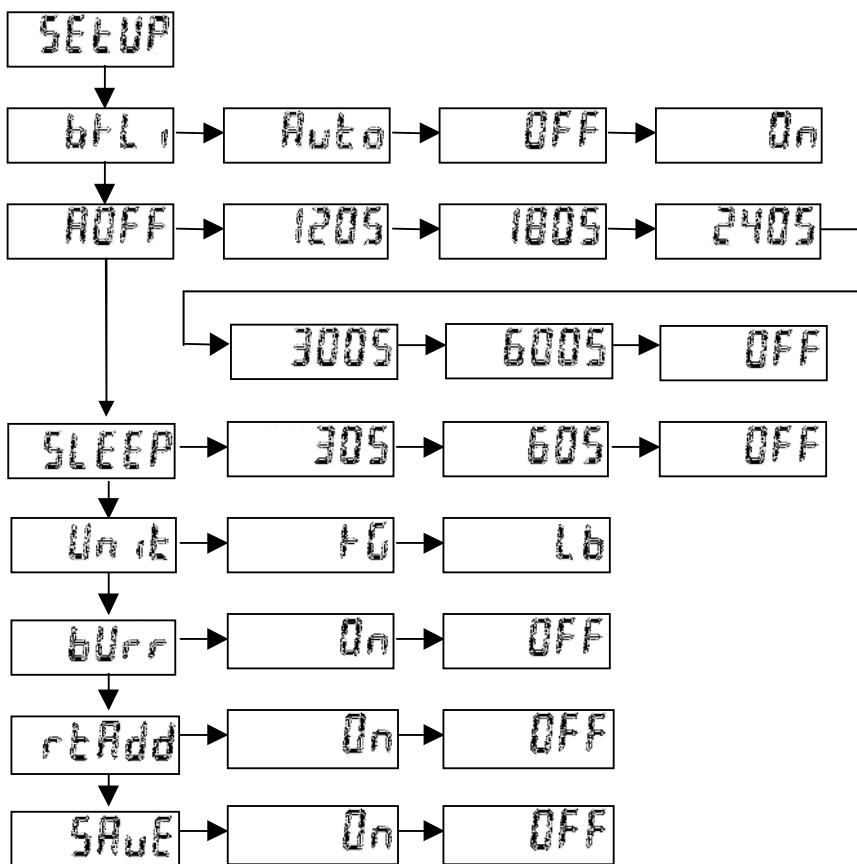 SEtUP
bkLi Auto OFF On
AOFF 120S 180S 240S
300S 600S OFF
SLEEP 30S 60S OFF
Unit kG Lb
bUrr On OFF
rtAdd On OFF
SAvE On OFF